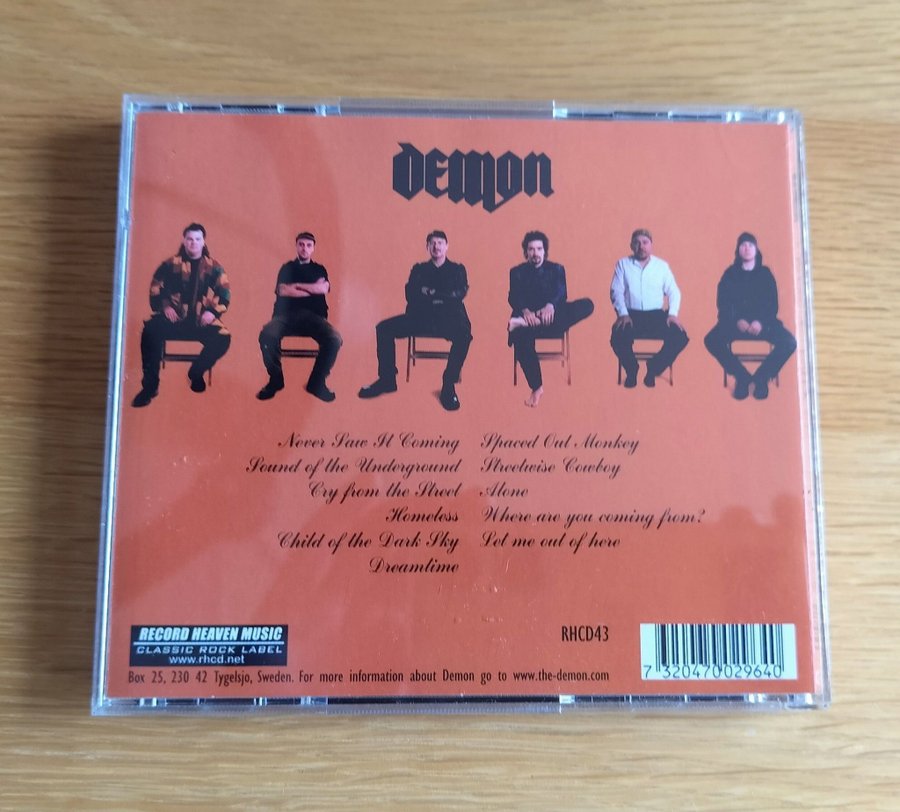 DEMON
Never Saw It Coming
Sound of the Underground
Cry from the Street
Homeless
Child of the Dark Sky
Dreamtime
Spaced Out Monkey
Streetwise Cowboy
Alone
Where are you coming from?
Let me out of here
RECORD HEAVEN MUSIC
CLASSIC ROCK LABEL
www.rhcd.net
RHCD43
7 320470 029640
Box 25, 230 42 Tygelsjo, Sweden. For more information about Demon go to www.the-demon.com